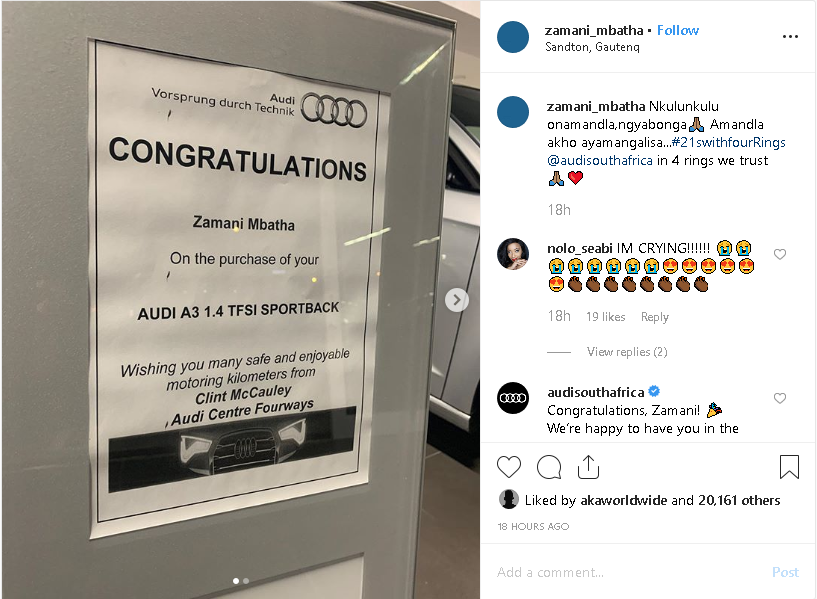 Vorsprung durch Technik
Audi
CONGRATULATIONS
Zamani Mbatha
On the purchase of your
AUDI A3 1.4 TFSI SPORTBACK
Wishing you many safe and enjoyable
motoring kilometers from
Clint McCauley
Audi Centre Fourways
zamani_mbatha • Follow
Sandton, Gauteng
zamani_mbatha Nkulunkulu
onamandla,ngyabonga🙏🏾 Amandla
akho ayamangalisa...#21swithfourRings
@audisouthafrica in 4 rings we trust
🙏🏾❤️
18h
nolo_seabi IM CRYING!!!!!! 😭😭
😭😭😭😭😭😭😍😍😍😍😍
😍👏🏾👏🏾👏🏾👏🏾👏🏾👏🏾👏🏾👏🏾
18h 19 likes Reply
View replies (2)
audisouthafrica
Congratulations, Zamani! 🎉
We're happy to have you in the
Liked by akaworldwide and 20,161 others
18 HOURS AGO
Add a comment... Post